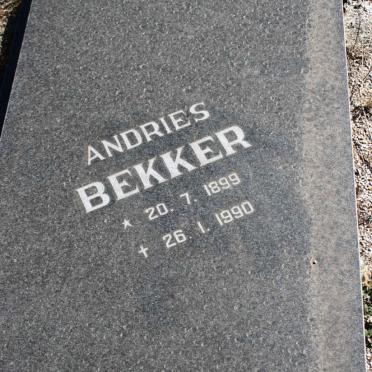 ANDRIES
BEKKER
* 20. 7. 1899
✝ 26. 1. 1990